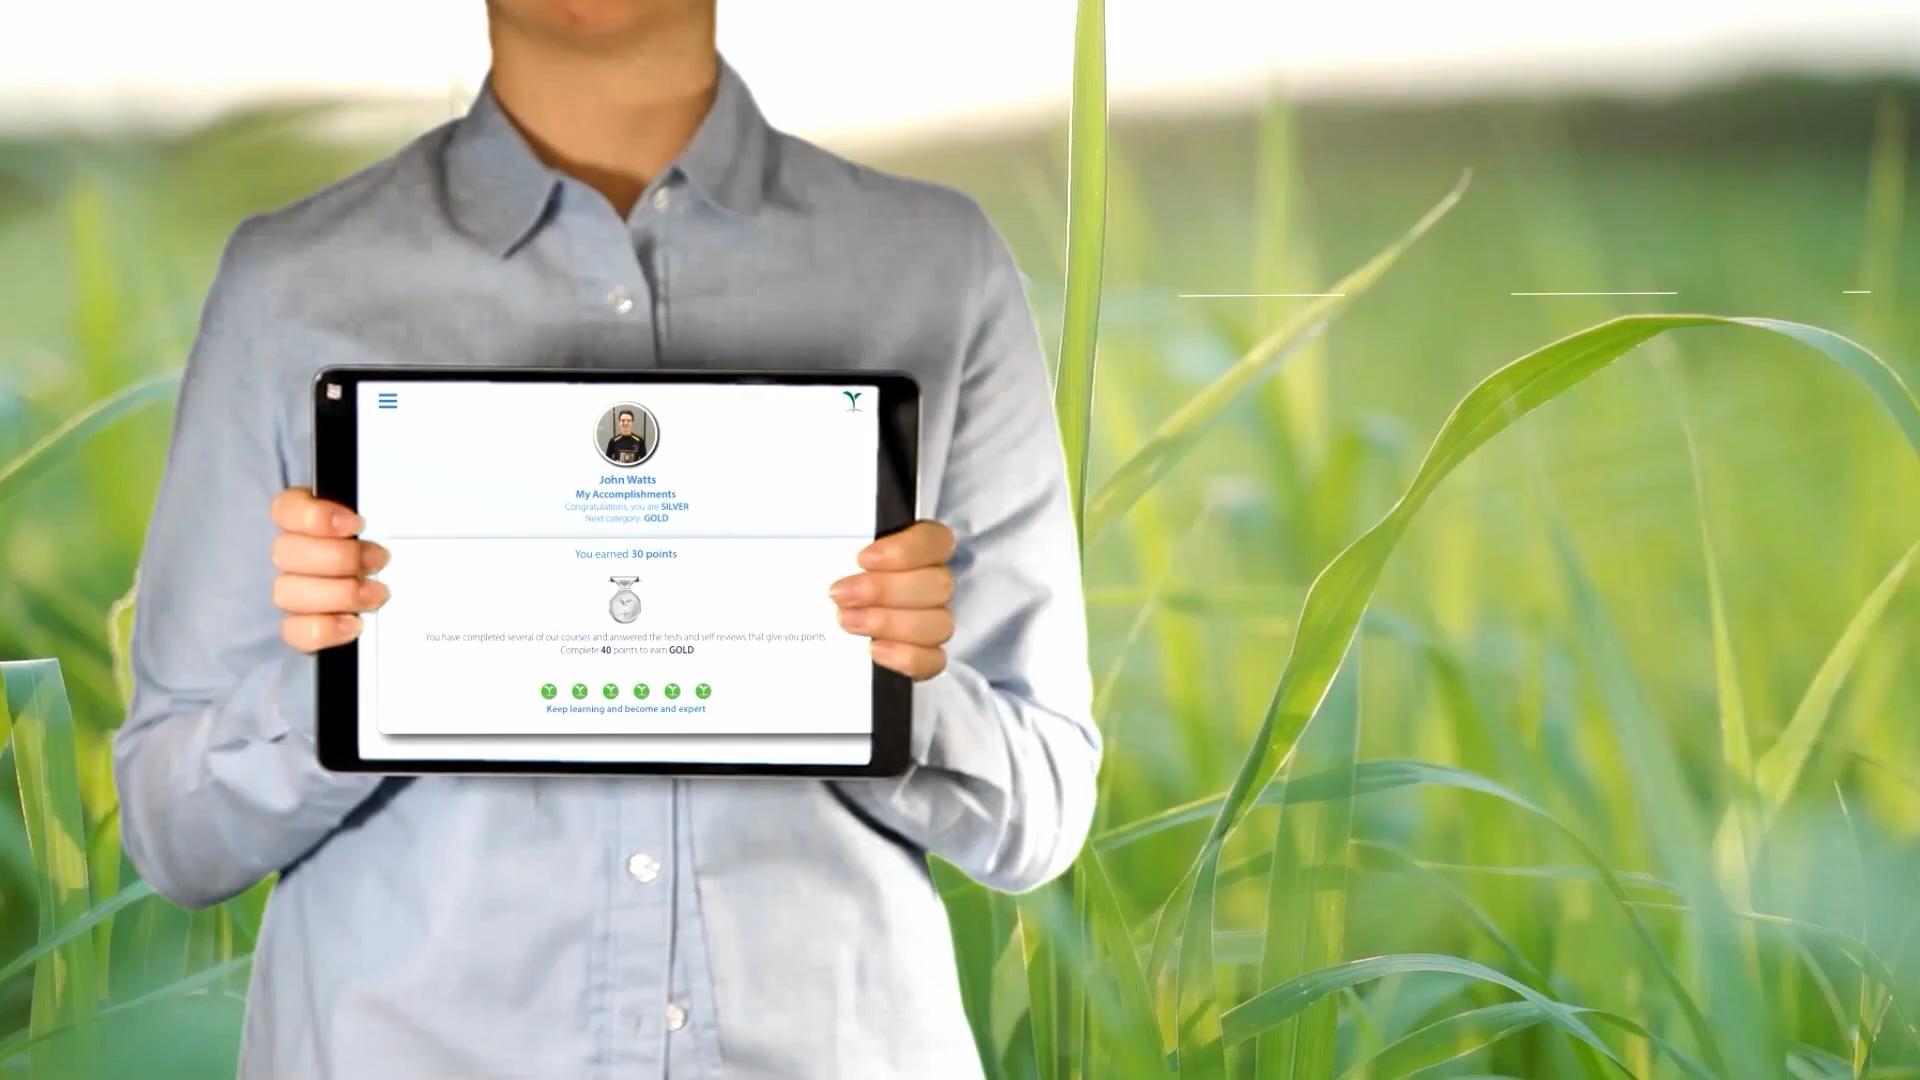 John Watts
My Accomplishments
Congratulations, you are SILVER
Next category: GOLD
You earned 30 points
You have completed several of our courses and answered the tests and self-reviews that give you points.
Complete 40 points to earn GOLD
Keep learning and become and expert